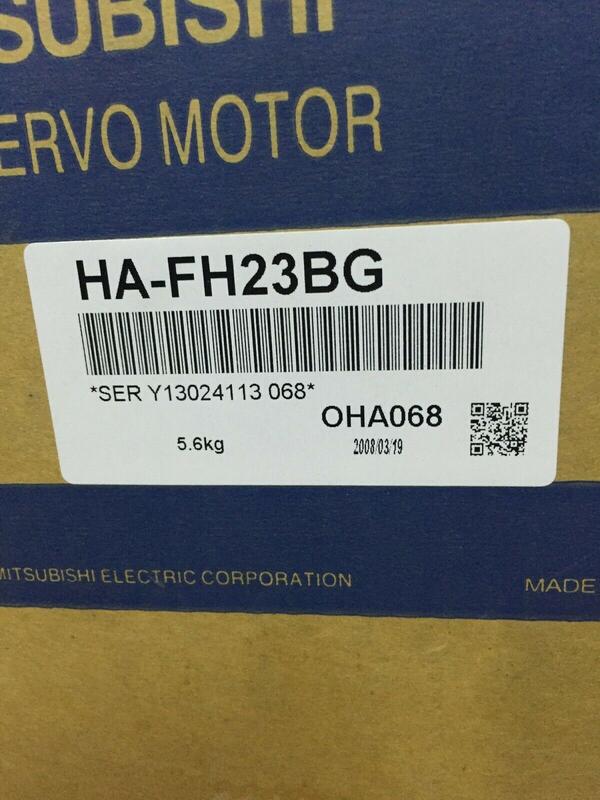 SUBISHI
ERVO MOTOR
HA-FH23BG
*SER Y13024113 068*
OHA068
5.6kg
2008/03/19
MITSUBISHI ELECTRIC CORPORATION
MADE